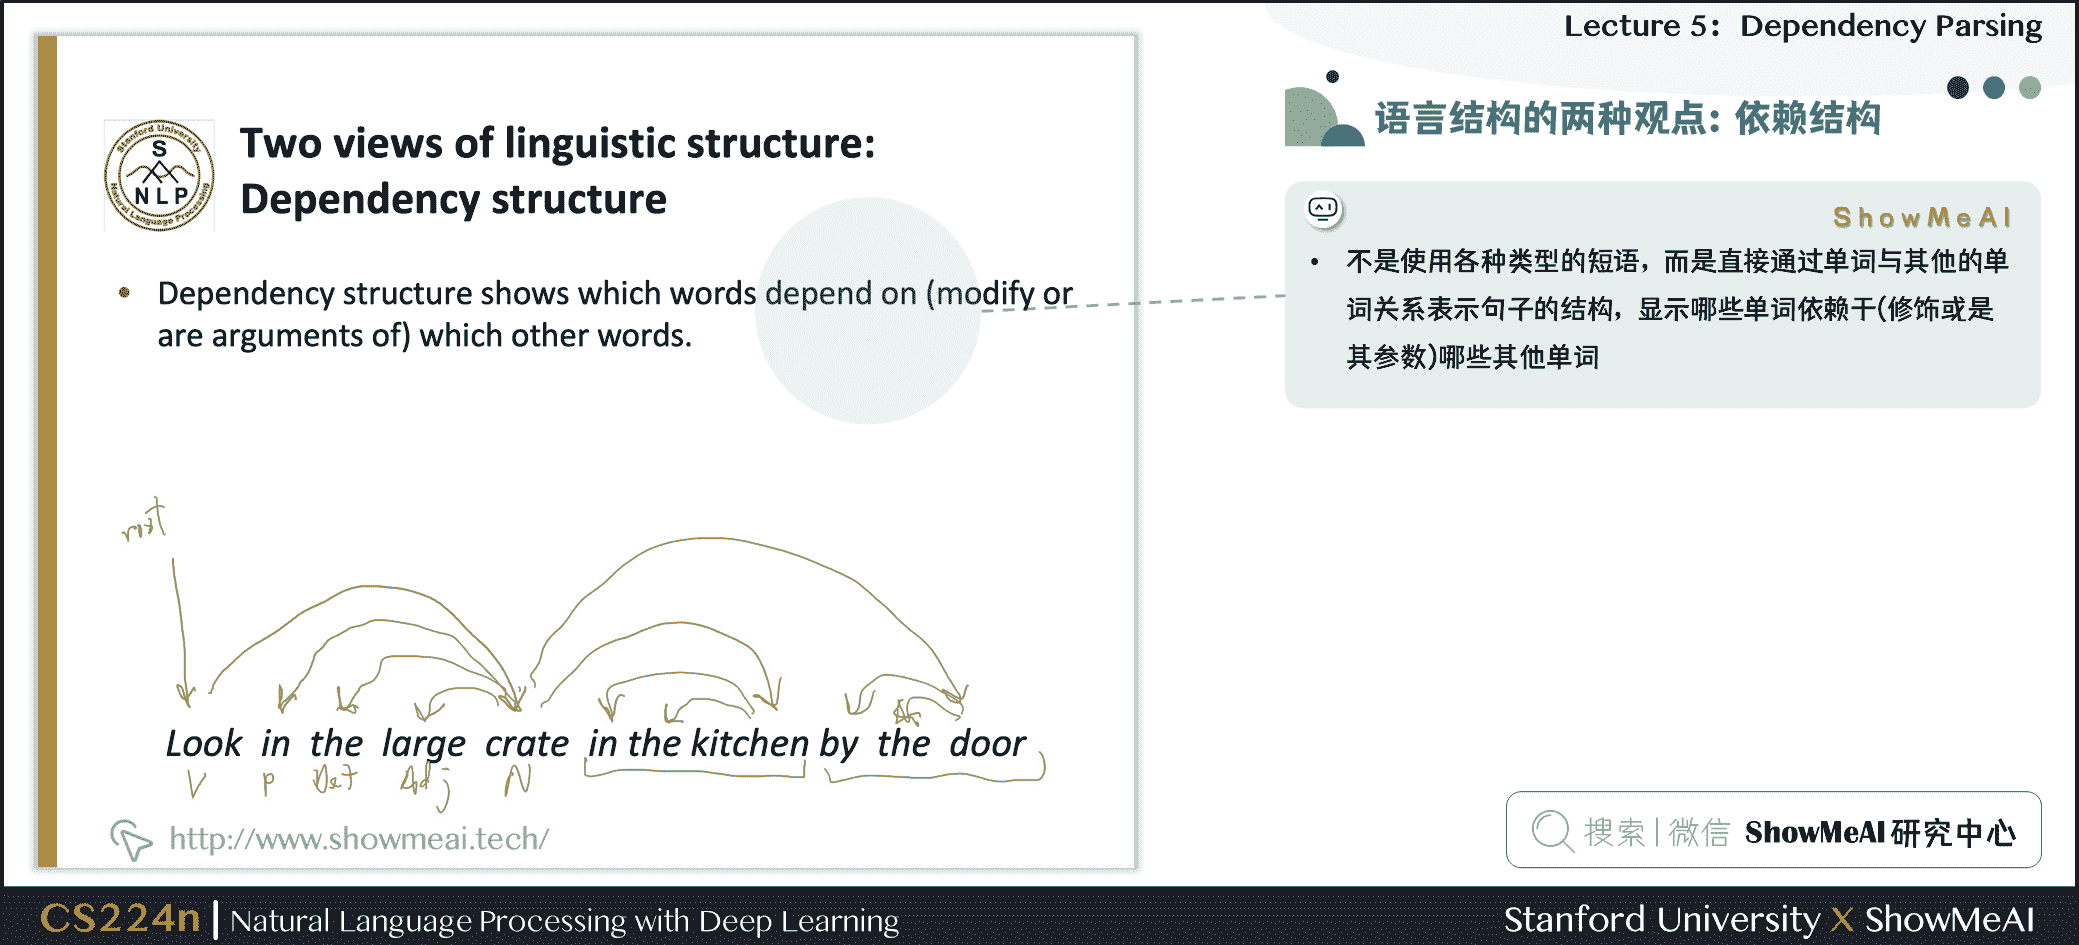 Lecture 5: Dependency Parsing
Stanford University
S
NLP
Natural Language Processing
Two views of linguistic structure:
Dependency structure
Dependency structure shows which words depend on (modify or
are arguments of) which other words.
root
Look in the large crate in the kitchen by the door
V P Det Adj N
http://www.showmeai.tech/
语言结构的两种观点：依赖结构
ShowMeAI
不是使用各种类型的短语，而是直接通过单词与其他的单
词关系表示句子的结构，显示哪些单词依赖于(修饰或是
其参数)哪些其他单词
搜索|微信 ShowMeAI研究中心
CS224n | Natural Language Processing with Deep Learning
Stanford University X ShowMeAI